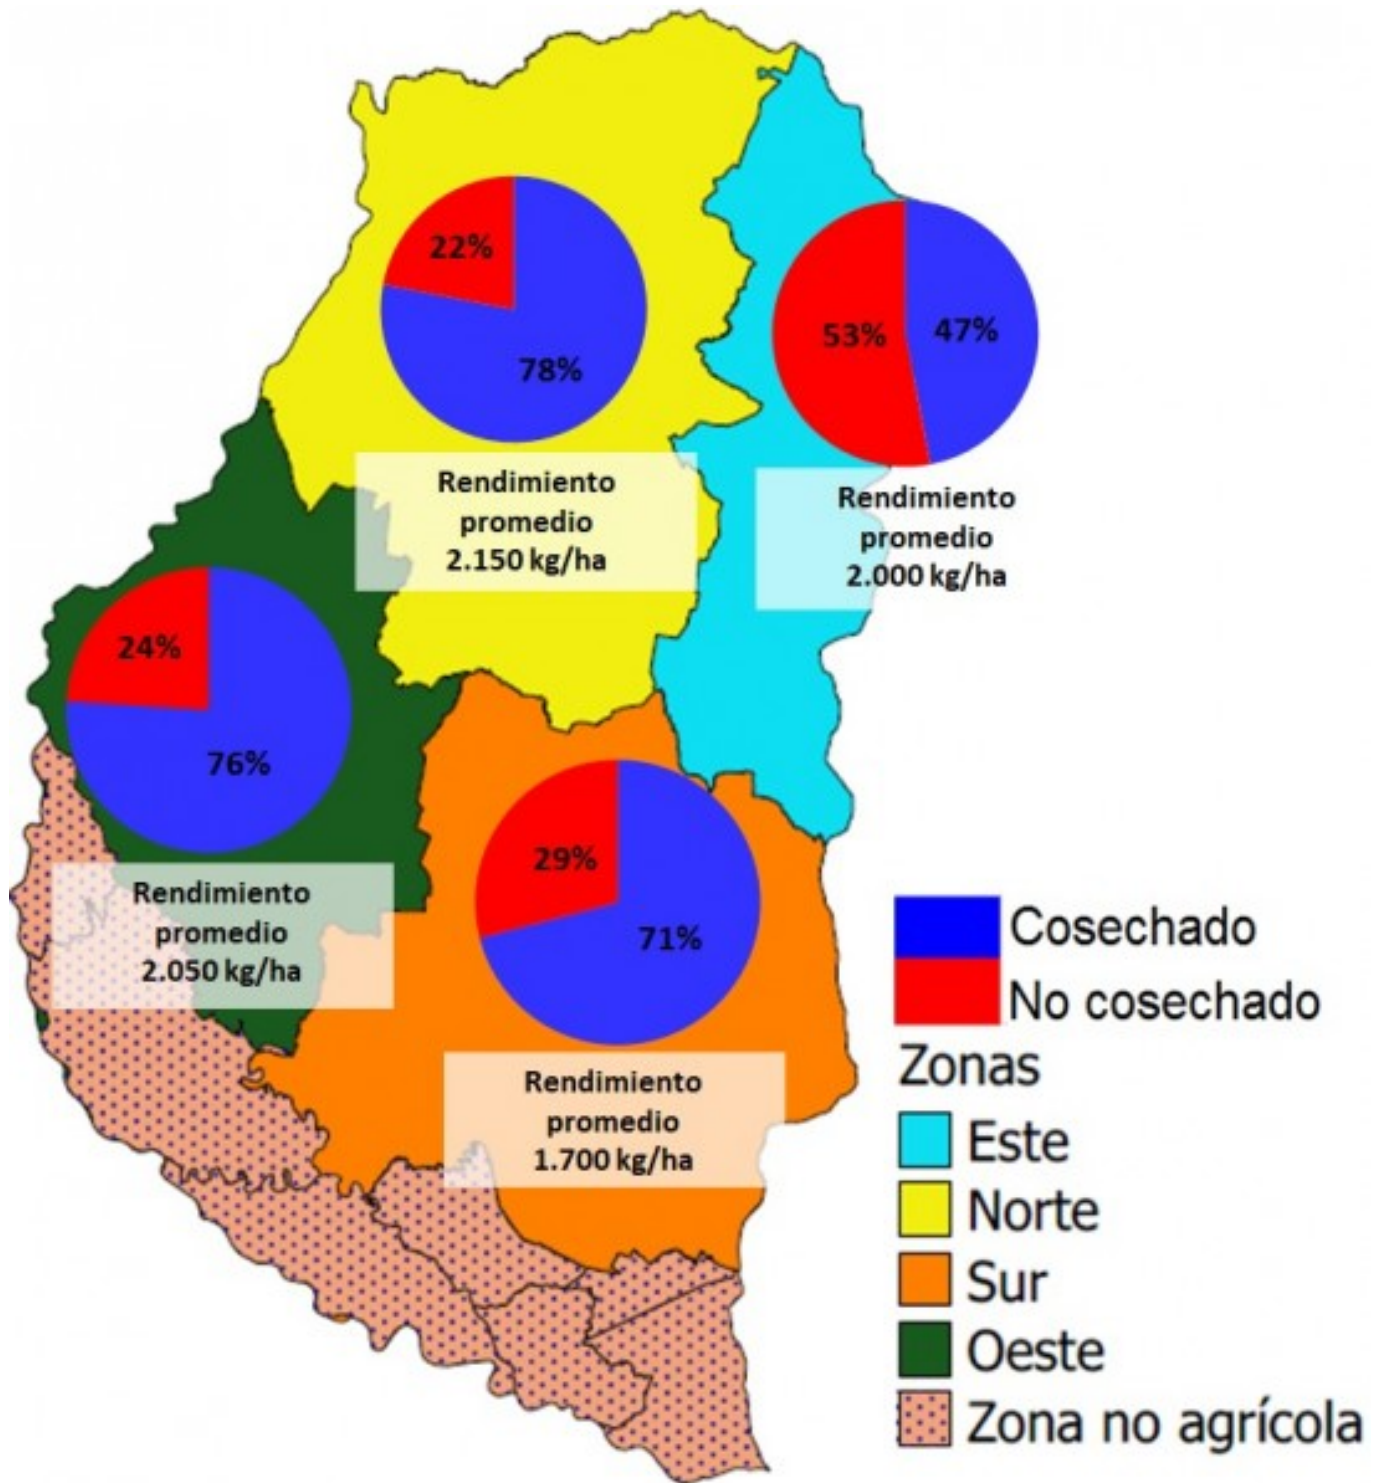 22%
78%
Rendimiento
promedio
2.150 kg/ha
53%
47%
Rendimiento
promedio
2.000 kg/ha
24%
76%
Rendimiento
promedio
2.050 kg/ha
29%
71%
Rendimiento
promedio
1.700 kg/ha
Cosechado
No cosechado
Zonas
Este
Norte
Sur
Oeste
Zona no agrícola